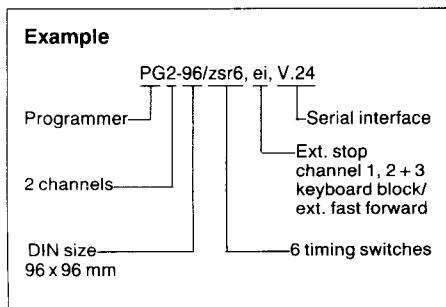 Example
PG2-96/zsr6, ei, V.24
Programmer
Serial interface
Ext. stop
channel 1, 2 + 3
keyboard block/
ext. fast forward
2 channels
DIN size
96 x 96 mm
6 timing switches